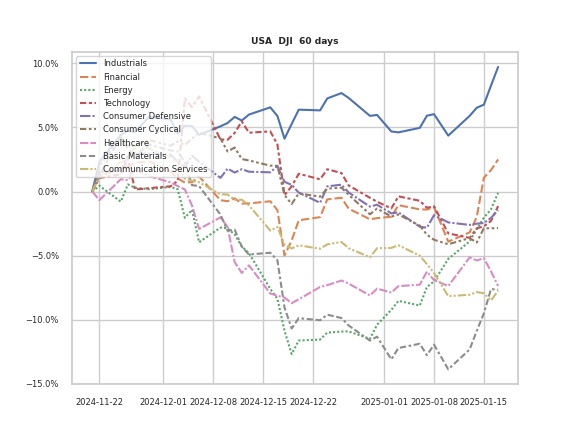 USA  DJI  60 days
10.0%
5.0%
0.0%
−5.0%
−10.0%
−15.0%
Industrials
Financial
Energy
Technology
Consumer Defensive
Consumer Cyclical
Healthcare
Basic Materials
Communication Services
2024-11-22
2024-12-01
2024-12-08
2024-12-15
2024-12-22
2025-01-01
2025-01-08
2025-01-15